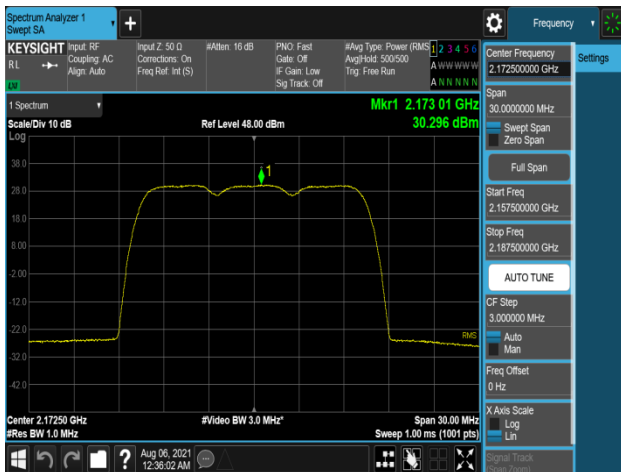 Spectrum Analyzer 1
Swept SA
Frequency
KEYSIGHT
RL
Input: RF
Coupling: AC
Align: Auto
Input Z: 50 Ω
Corrections: On
Freq Ref: Int (S)
#Atten: 16 dB
PNO: Fast
Gate: Off
IF Gain: Low
Sig Track: Off
#Avg Type: Power (RMS
Avg|Hold: 500/500
Trig: Free Run
1 2 3 4 5 6
A W W W W W
A N N N N N
1 Spectrum
Scale/Div 10 dB
Ref Level 48.00 dBm
Mkr1 2.173 01 GHz
30.296 dBm
Log
38.0
28.0
18.0
8.00
-2.00
-12.0
-22.0
-32.0
-42.0
1
RMS
Center 2.17250 GHz
#Video BW 3.0 MHz*
Span 30.00 MHz
#Res BW 1.0 MHz
Sweep 1.00 ms (1001 pts)
Aug 06, 2021
12:36:02 AM
Center Frequency
2.172500000 GHz
Settings
Span
30.0000000 MHz
Swept Span
Zero Span
Full Span
Start Freq
2.157500000 GHz
Stop Freq
2.187500000 GHz
AUTO TUNE
CF Step
3.000000 MHz
Auto
Man
Freq Offset
0 Hz
X Axis Scale
Log
Lin
Signal Track
(Span Zoom)